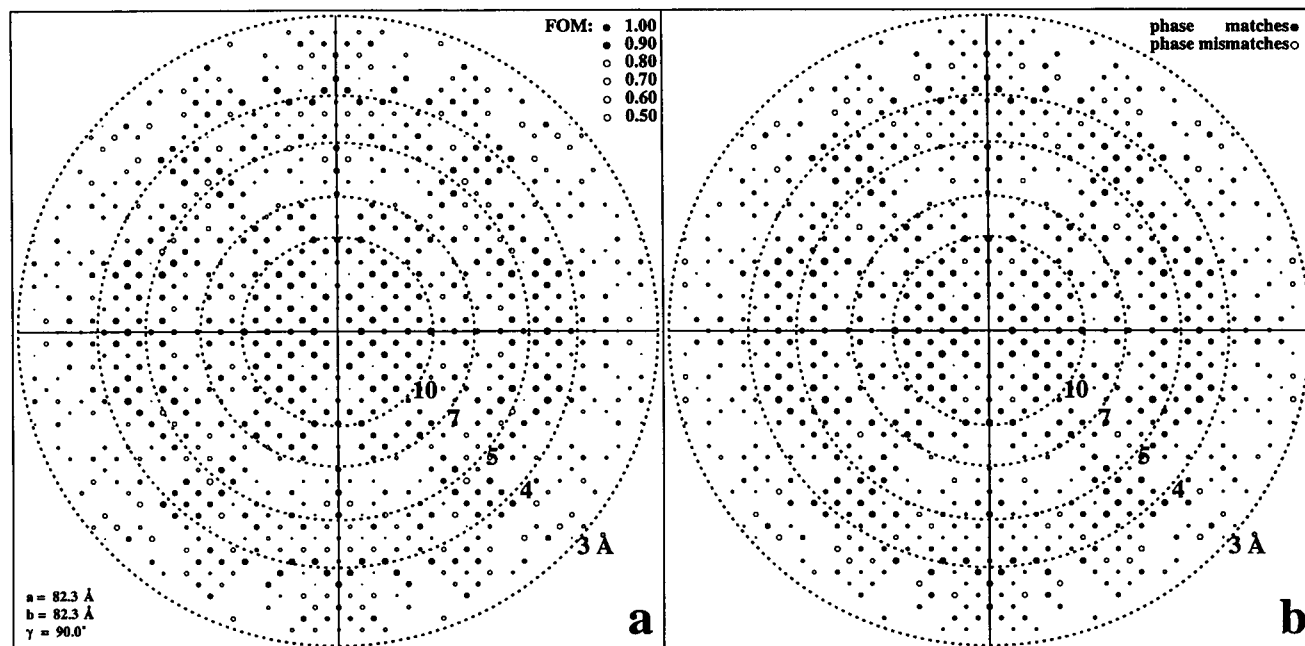 FOM: ● 1.00
● 0.90
○ 0.80
○ 0.70
○ 0.60
○ 0.50
10
7
5
4
3 Å
a = 82.3 Å
b = 82.3 Å
γ = 90.0°
a
phase matches●
phase mismatches○
10
7
5
4
3 Å
b